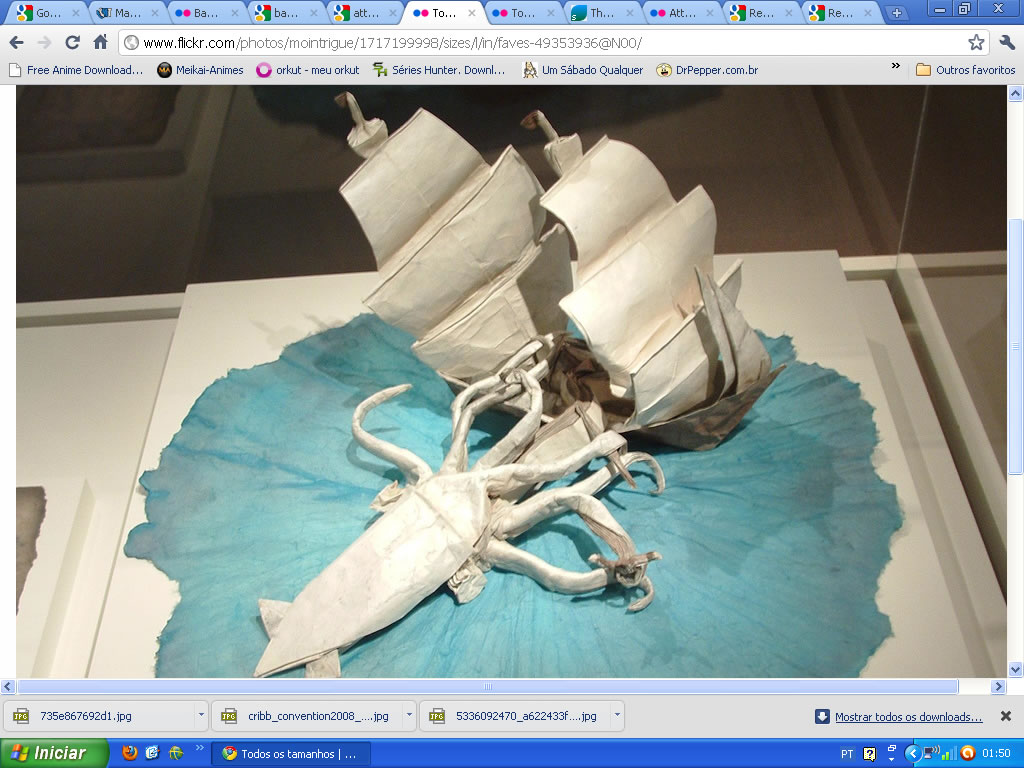 Go...
Ma...
Ba...
ba...
att...
To...
To...
Th...
Att...
Re...
Re...
www.flickr.com/photos/mointrigue/1717199998/sizes/l/in/faves-49353936@N00/
Free Anime Download...
Meikai-Animes
orkut - meu orkut
Séries Hunter. Downl...
Um Sábado Qualquer
DrPepper.com.br
»
Outros favoritos
735e867692d1.jpg
cribb_convention2008_....jpg
5336092470_a622433f....jpg
Mostrar todos os downloads...
Iniciar
»
Todos os tamanhos | ...
PT
01:50